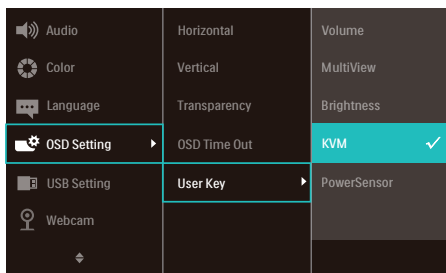 Audio
Color
Language
OSD Setting
USB Setting
Webcam
Horizontal
Vertical
Transparency
OSD Time Out
User Key
Volume
MultiView
Brightness
KVM
PowerSensor